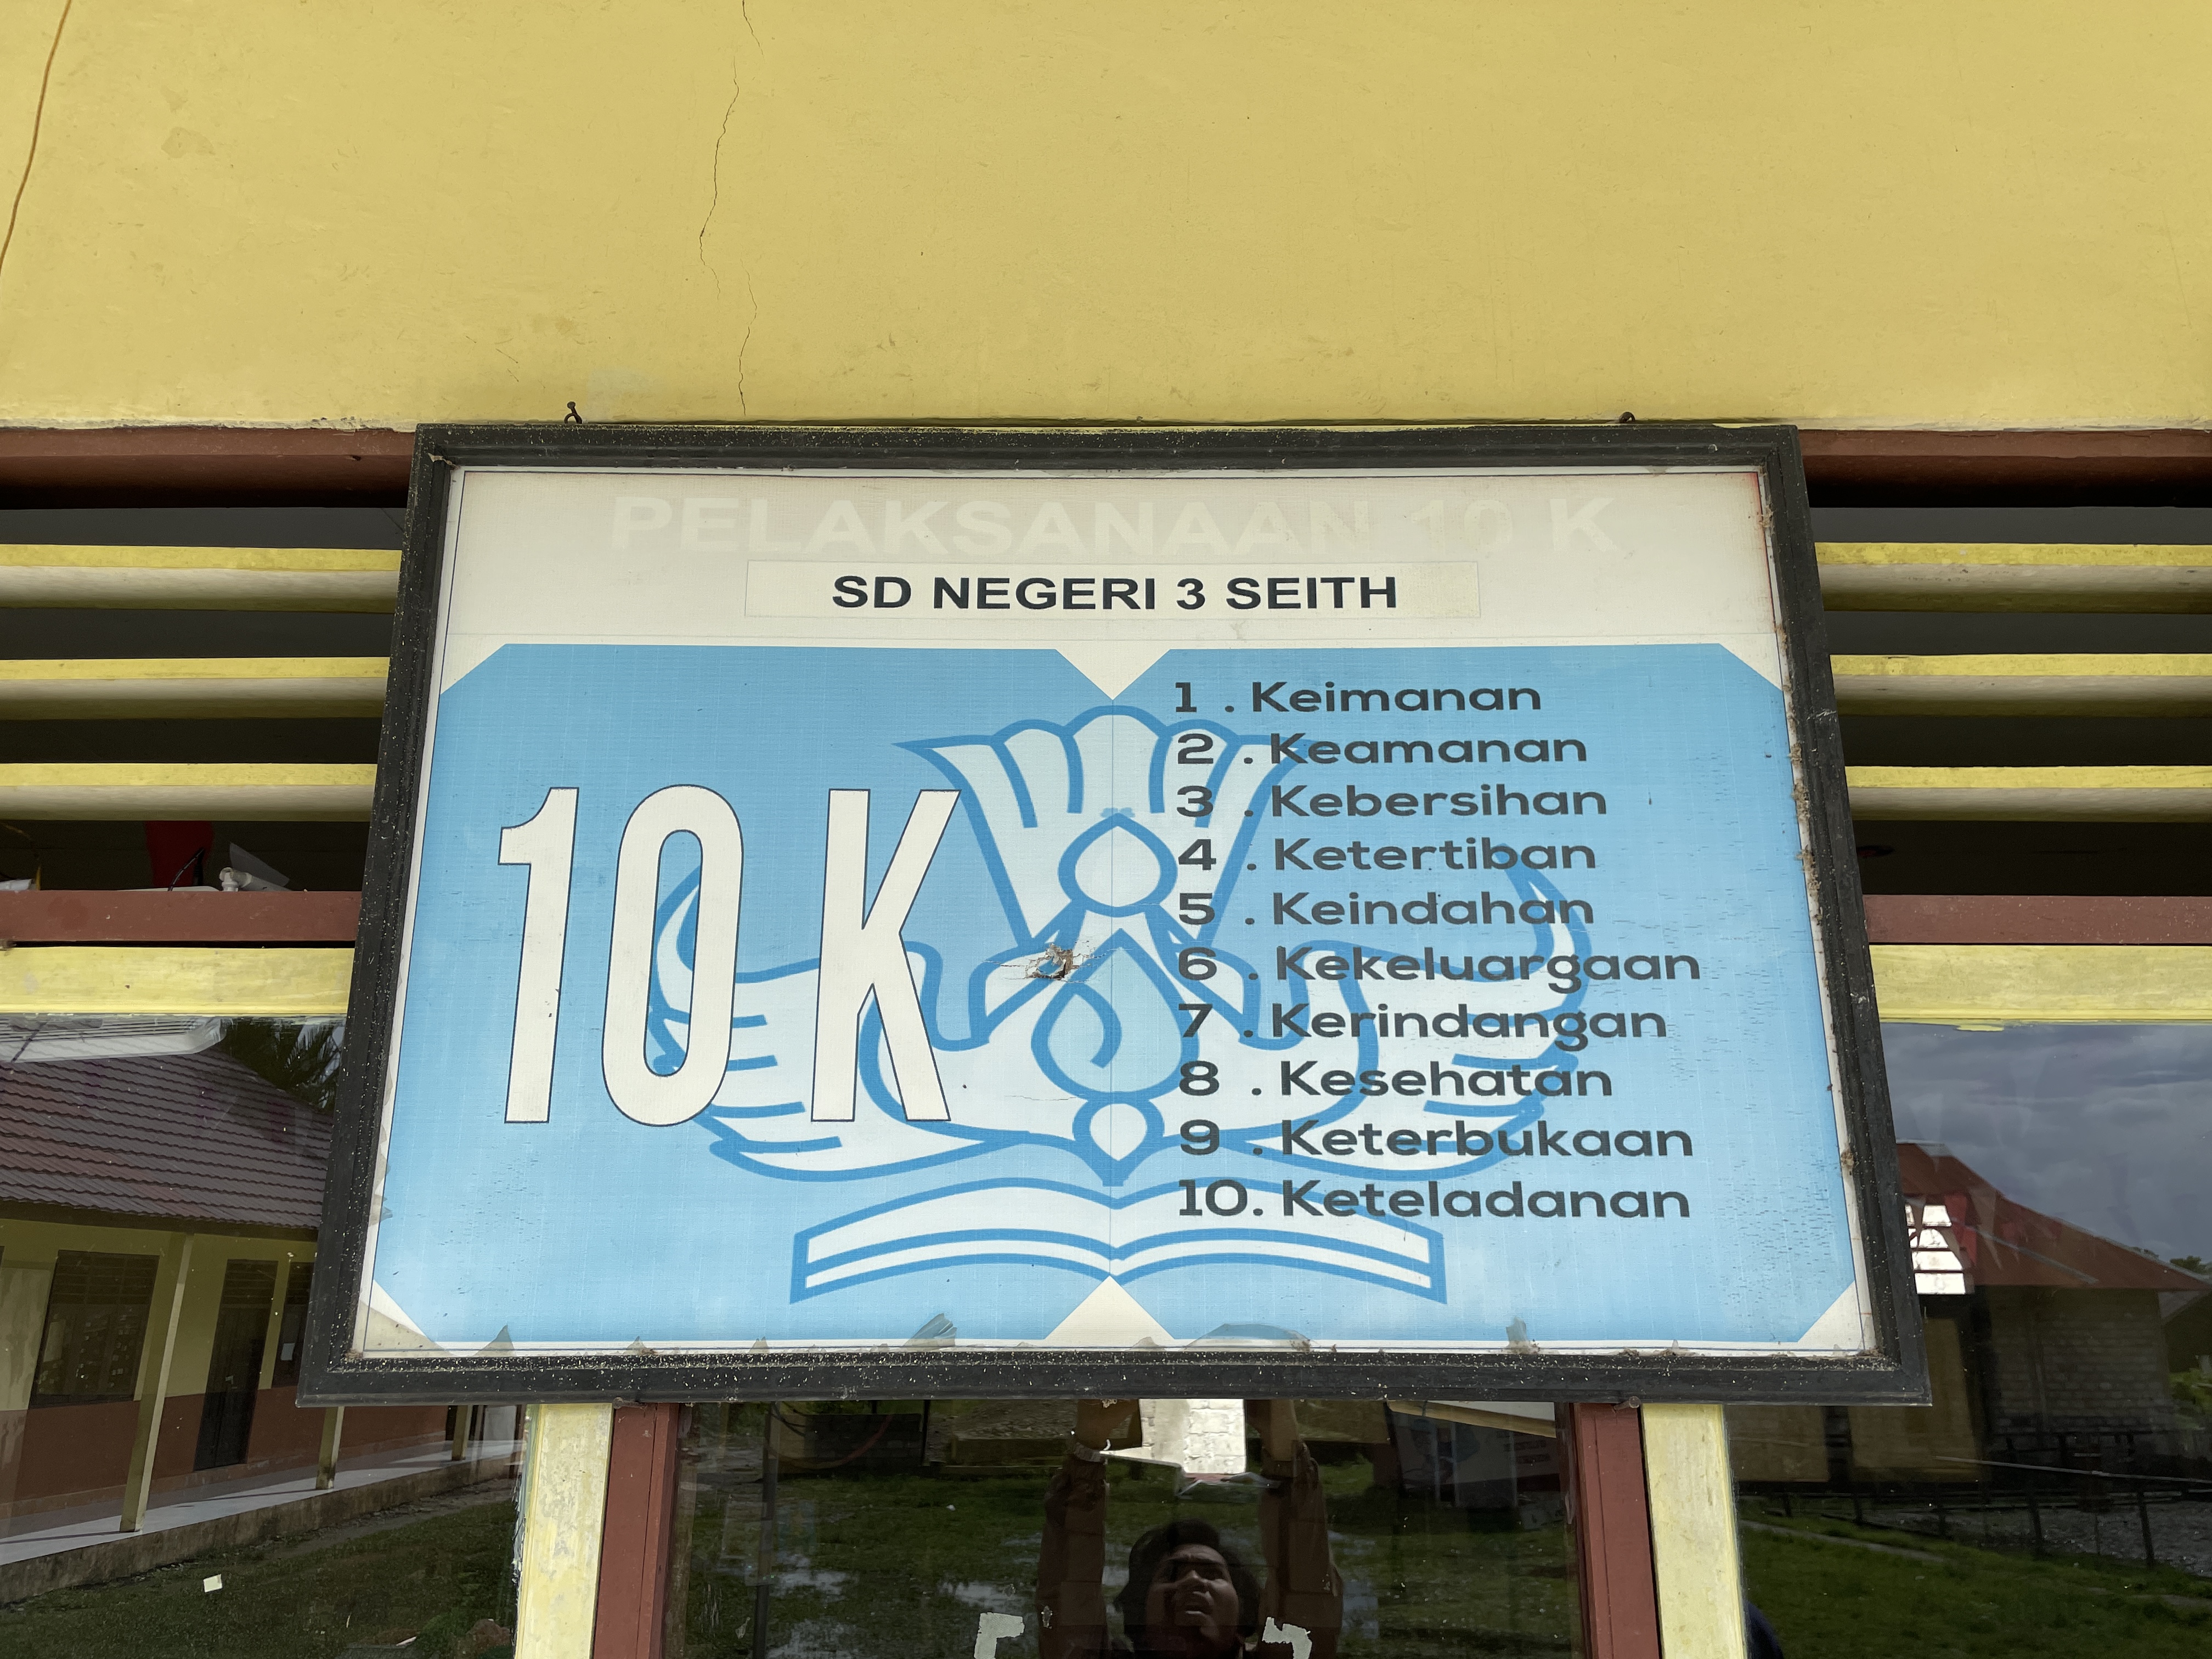 PELAKSANAAN 10 K
SD NEGERI 3 SEITH
10 K
1 . Keimanan
2 . Keamanan
3 . Kebersihan
4 . Ketertiban
5 . Keindahan
6 . Kekeluargaan
7 . Kerindangan
8 . Kesehatan
9 . Keterbukaan
10. Keteladanan